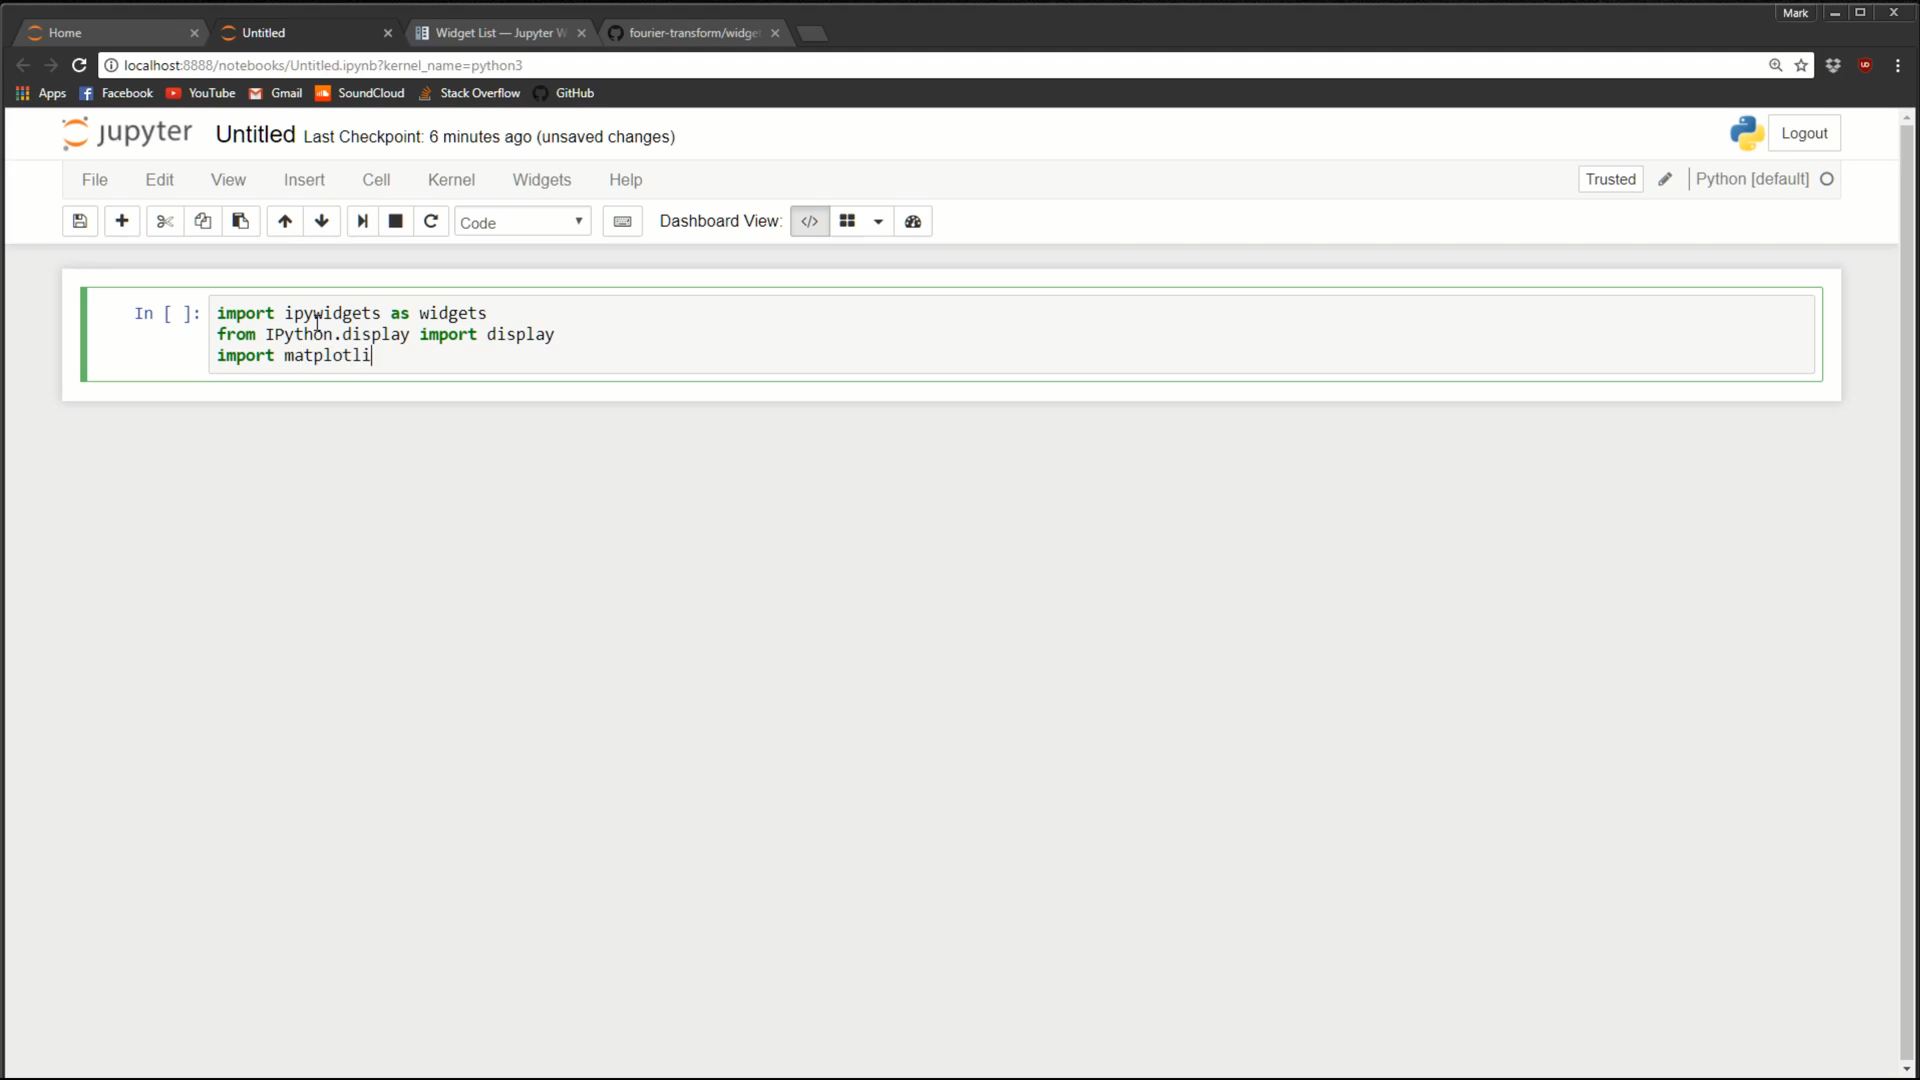 Mark
Home
Untitled
Widget List — Jupyter W
fourier-transform/widge
localhost:8888/notebooks/Untitled.ipynb?kernel_name=python3
Apps Facebook YouTube Gmail SoundCloud Stack Overflow GitHub
jupyter Untitled Last Checkpoint: 6 minutes ago (unsaved changes)
Logout
File Edit View Insert Cell Kernel Widgets Help
Trusted
Python [default]
Code
Dashboard View:
</>
In [ ]:
import ipywidgets as widgets
from IPython.display import display
import matplotli